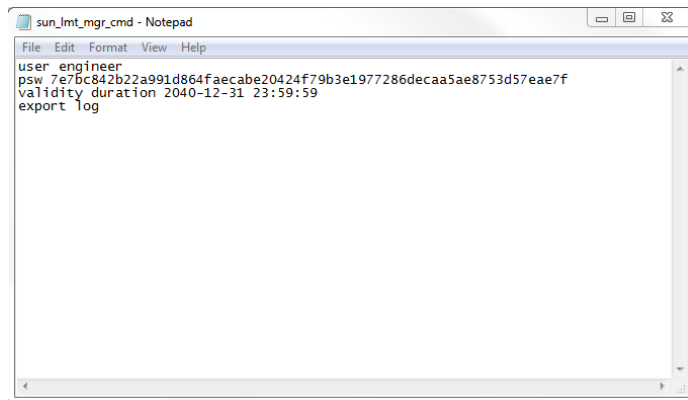 sun_lmt_mgr_cmd - Notepad
File Edit Format View Help
user engineer
psw 7e7bc842b22a991d864faecabe20424f79b3e1977286decaa5ae8753d57eae7f
validity duration 2040-12-31 23:59:59
export log